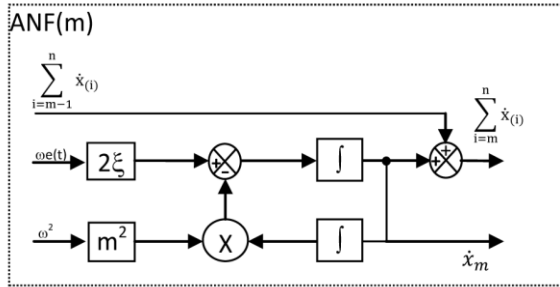 ANF(m)
n
∑ ẋ(i)
i=m−1
n
∑ ẋ(i)
i=m
ωe(t)
2ξ
+
−
∫
+
+
ω²
m²
X
∫
ẋₘ